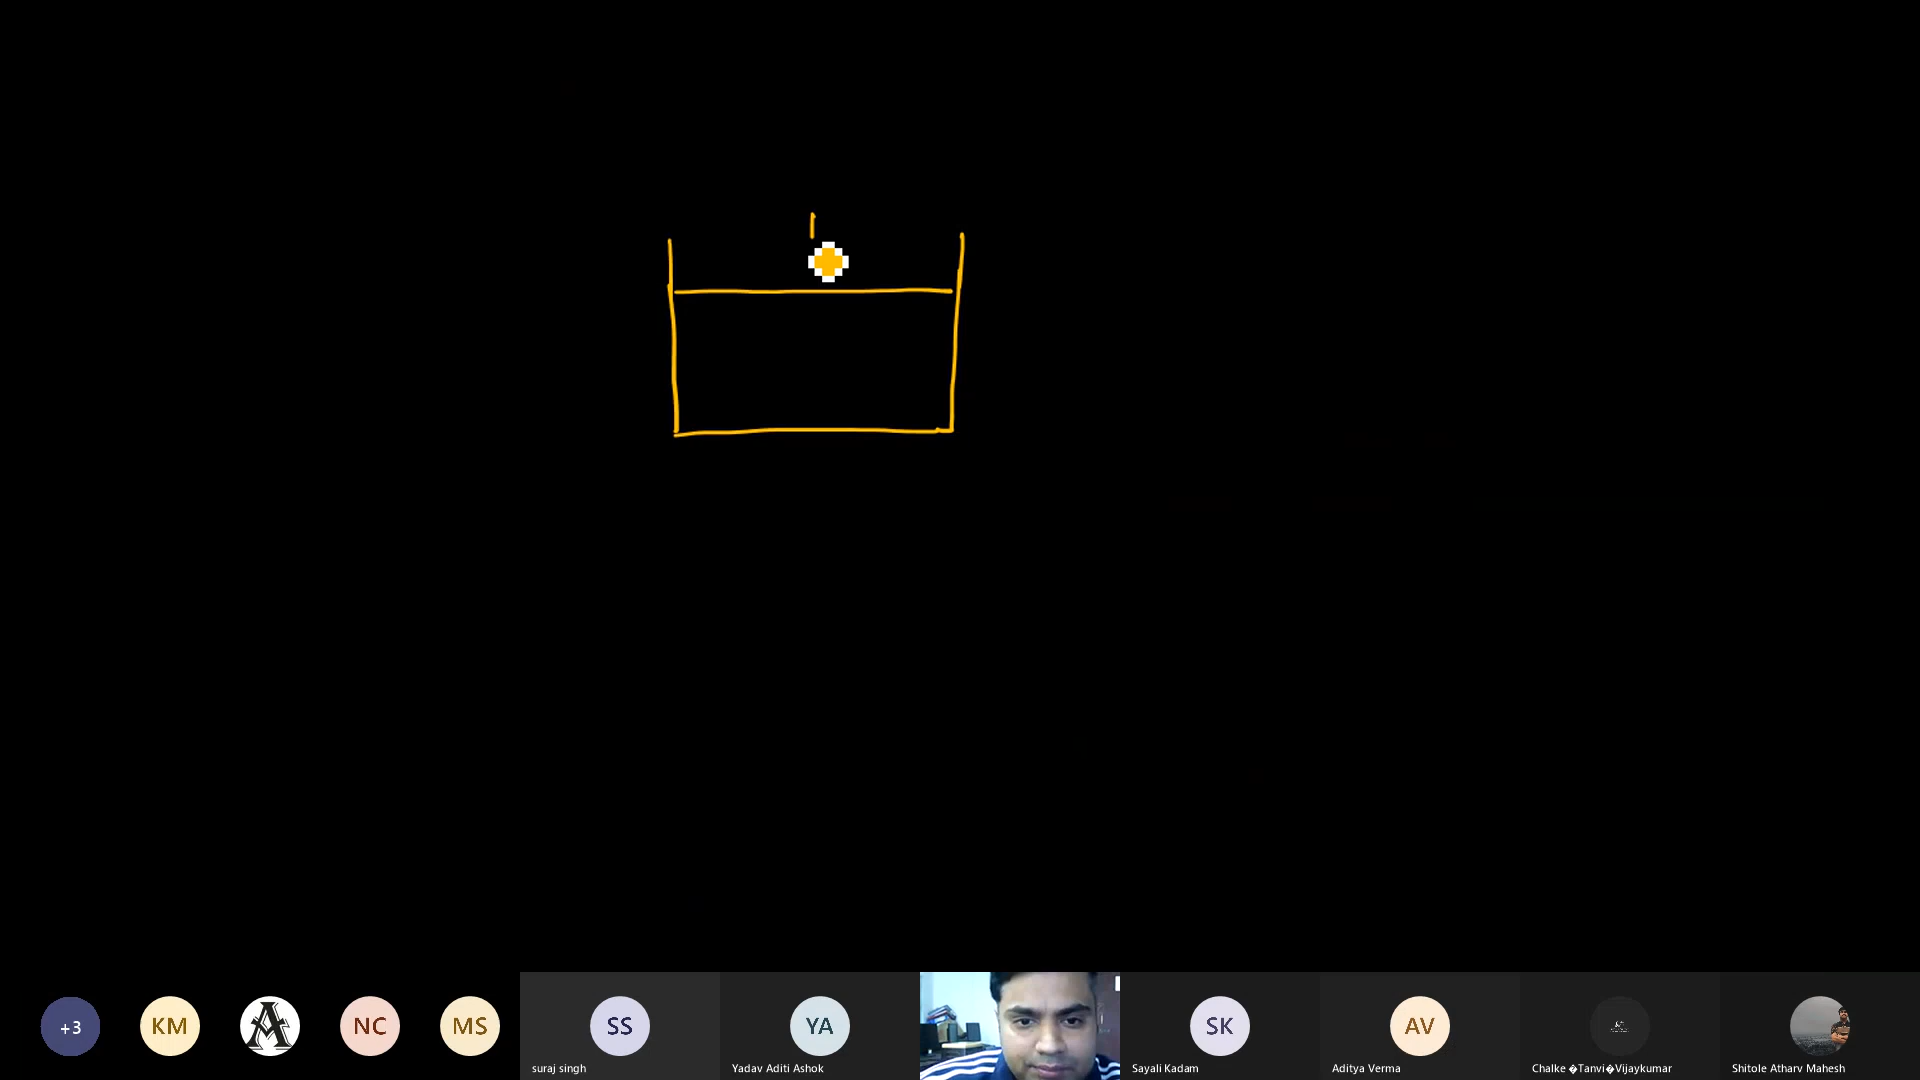 +3
KM
NC
MS
SS
YA
SK
AV
suraj singh
Yadav Aditi Ashok
Sayali Kadam
Aditya Verma
Chalke �Tanvi�Vijaykumar
Shitole Atharv Mahesh